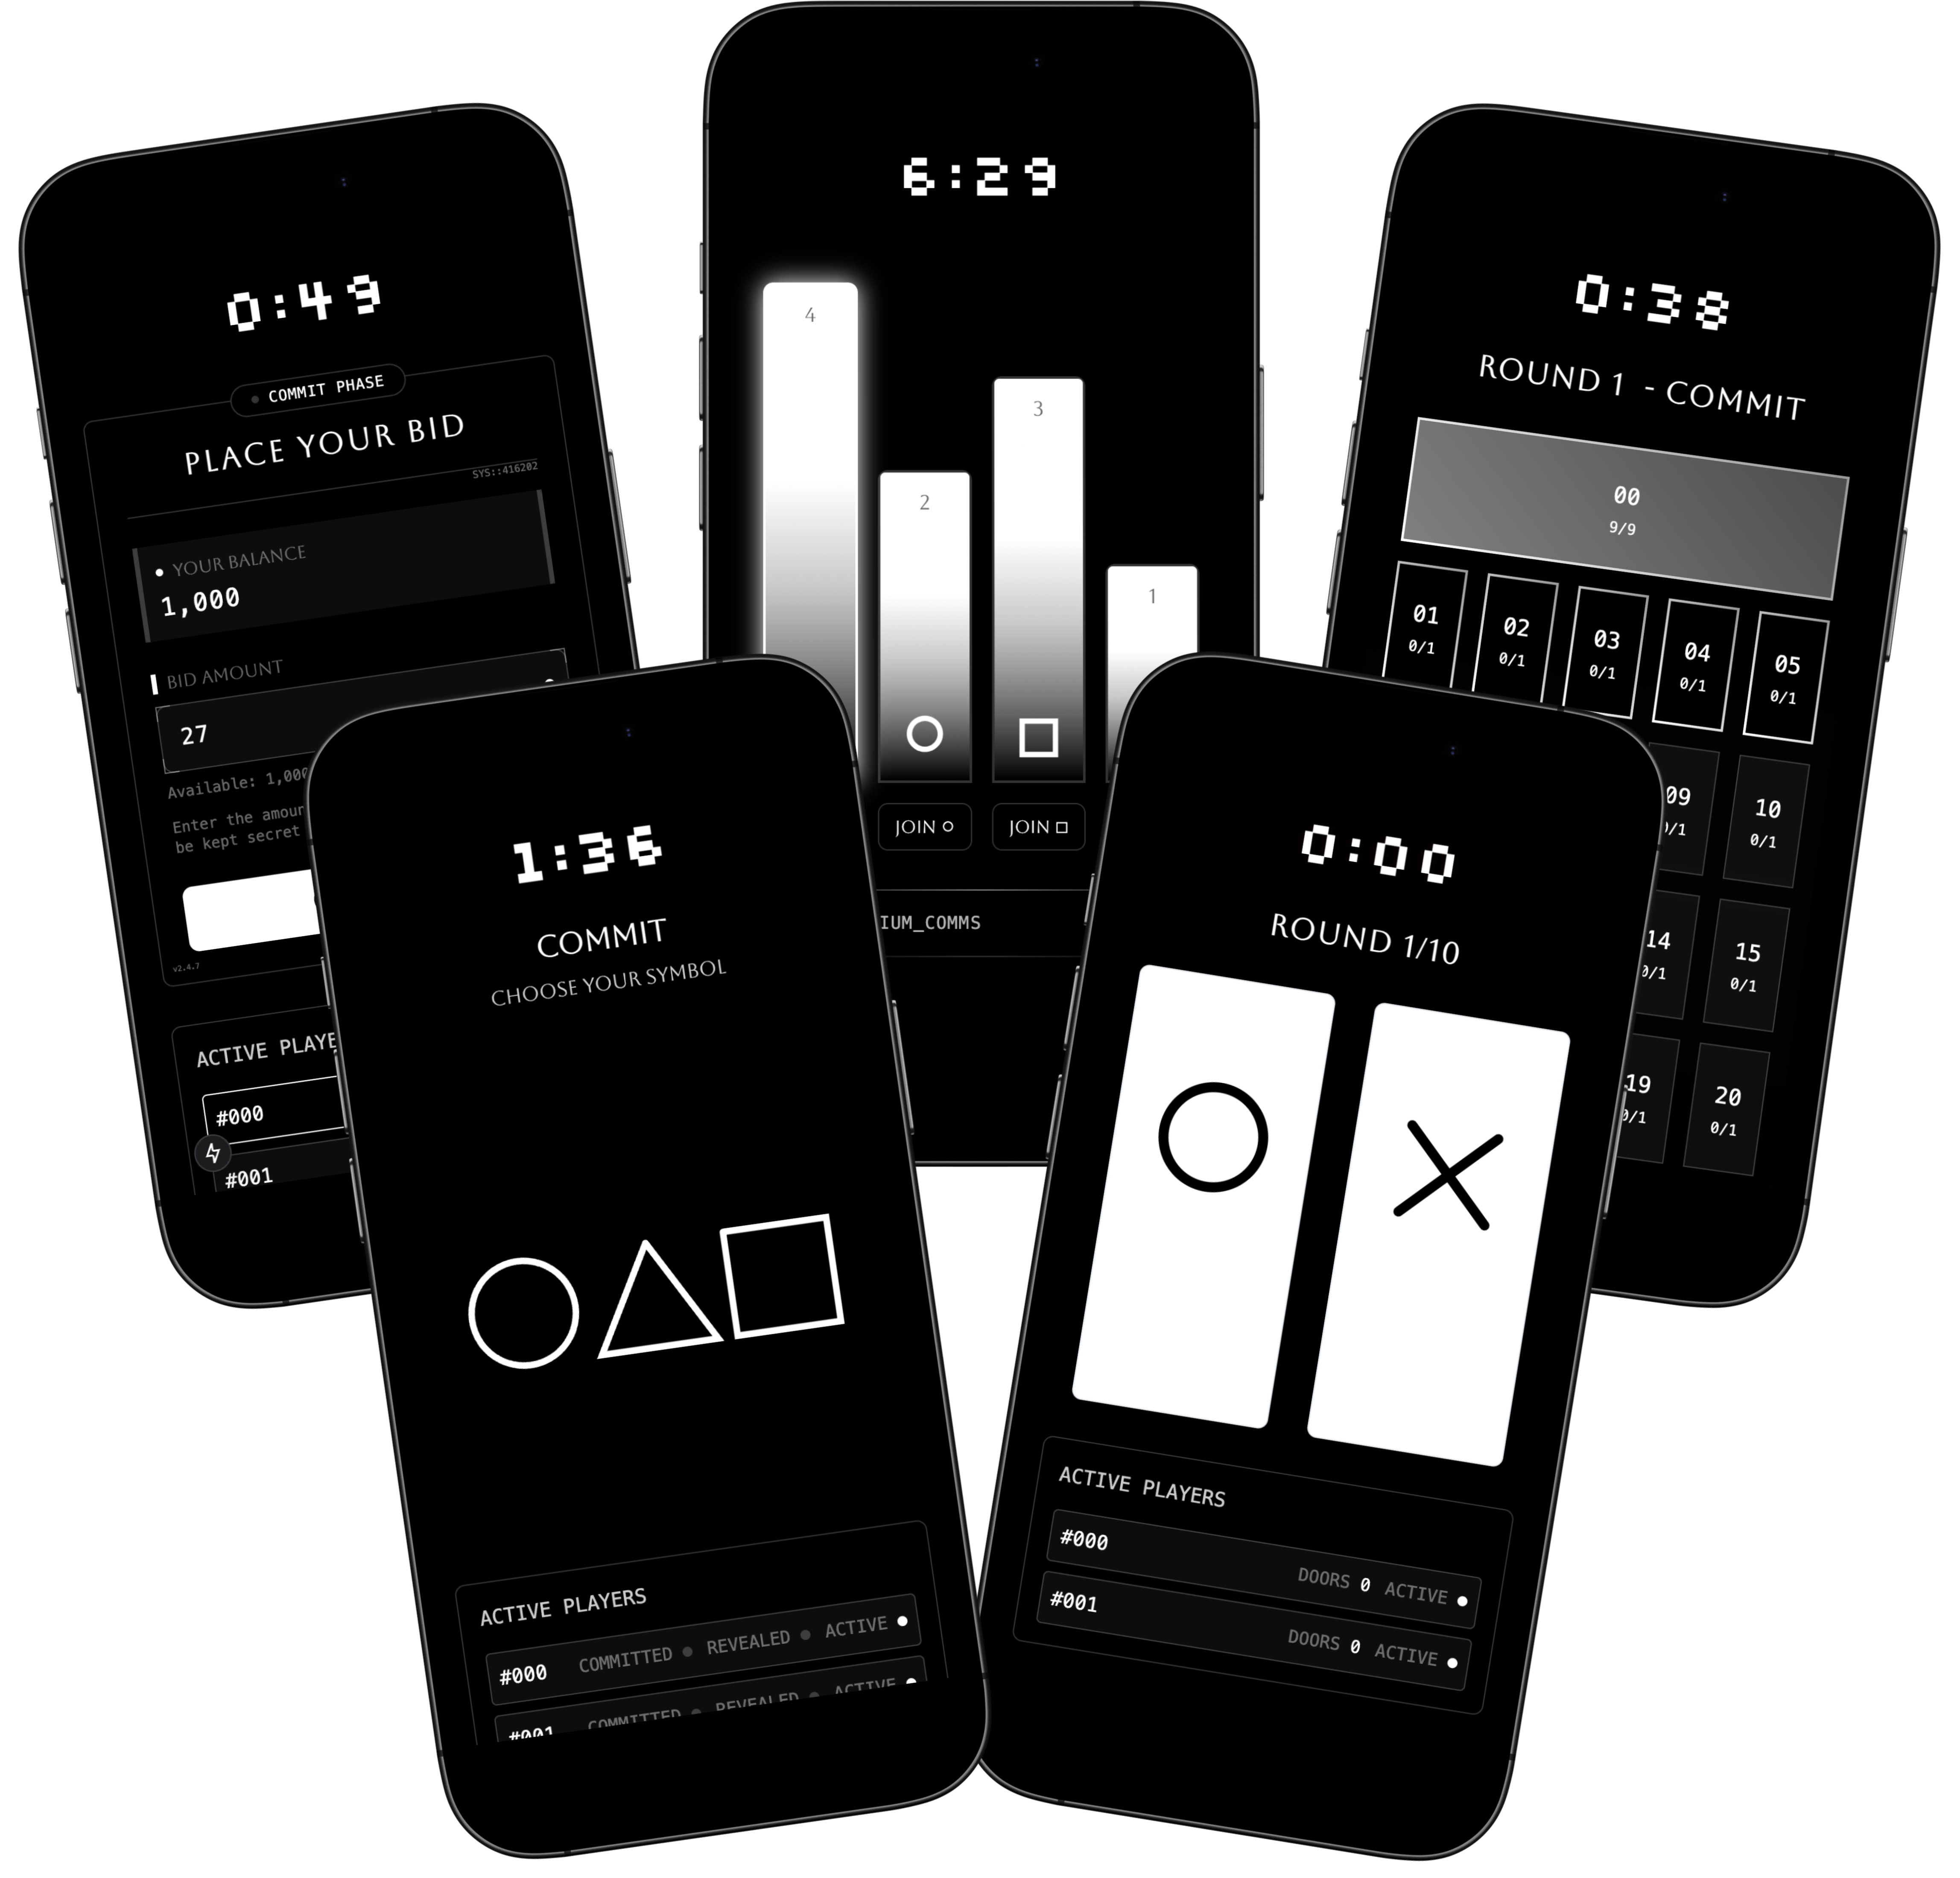 0:49
COMMIT PHASE
PLACE YOUR BID
SYS::416202
YOUR BALANCE
1,000
BID AMOUNT
27
Available:
Enter the
be kept secret
v2.4.7
ACTIVE
#000
#001
6:29
4
2
3
1
JOIN
JOIN
0:38
ROUND 1 - COMMIT
00
9/9
01
0/1
02
0/1
03
0/1
04
0/1
05
0/1
09
0/1
10
0/1
14
0/1
15
0/1
19
0/1
20
0/1
1:36
COMMIT
CHOOSE YOUR SYMBOL
ACTIVE PLAYERS
#000 COMMITTED REVEALED ACTIVE
#001 COMMITTED REVEALED ACTIVE
0:00
ROUND 1/10
ACTIVE PLAYERS
#000
DOORS 0 ACTIVE
#001
DOORS 0 ACTIVE